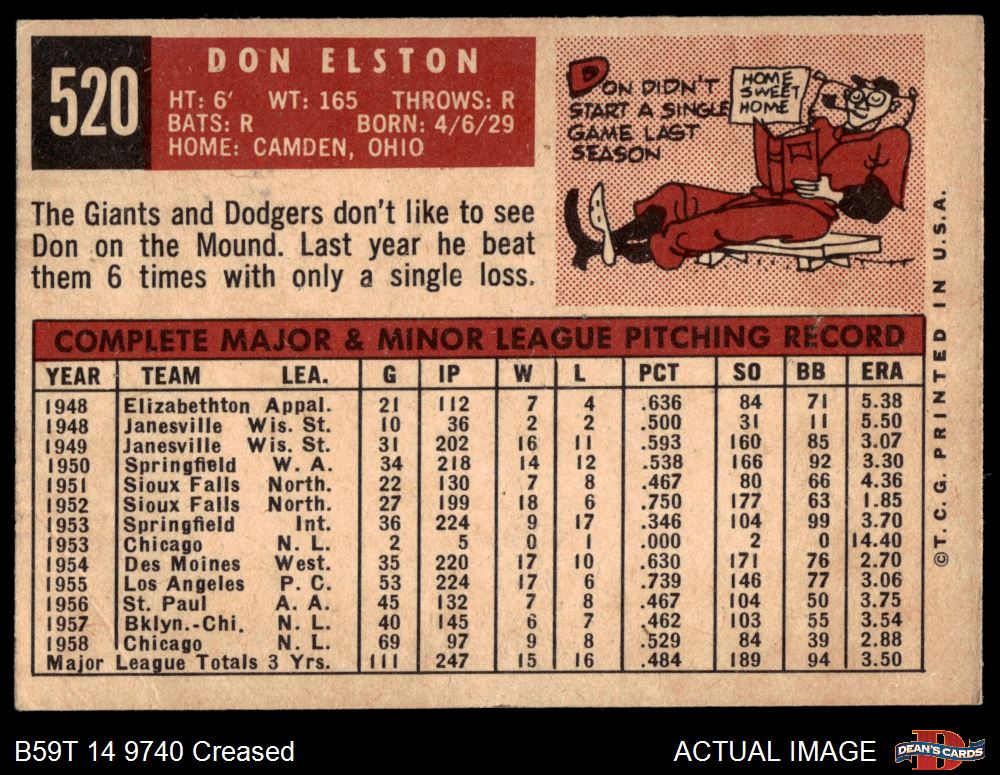 520
DON ELSTON
HT: 6' WT: 165 THROWS: R
BATS: R BORN: 4/6/29
HOME: CAMDEN, OHIO
DON DIDN'T
START A SINGLE
GAME LAST
SEASON
HOME
SWEET
HOME
The Giants and Dodgers don't like to see
Don on the Mound. Last year he beat
them 6 times with only a single loss.
COMPLETE MAJOR & MINOR LEAGUE PITCHING RECORD
YEAR TEAM LEA. G IP W L PCT SO BB ERA
1948 Elizabethton Appal. 21 112 7 4 .636 84 71 5.38
1948 Janesville Wis. St. 10 36 2 2 .500 31 11 5.50
1949 Janesville Wis. St. 31 202 16 11 .593 160 85 3.07
1950 Springfield W. A. 34 218 14 12 .538 166 92 3.30
1951 Sioux Falls North. 22 130 7 8 .467 80 66 4.36
1952 Sioux Falls North. 27 199 18 6 .750 177 63 1.85
1953 Springfield Int. 36 224 9 17 .346 104 99 3.70
1953 Chicago N. L. 2 5 0 1 .000 2 0 14.40
1954 Des Moines West. 35 220 17 10 .630 171 76 2.70
1955 Los Angeles P. C. 53 224 17 6 .739 146 77 3.06
1956 St. Paul A. A. 45 132 7 8 .467 104 50 3.75
1957 Bklyn.-Chi. N. L. 40 145 6 7 .462 103 55 3.54
1958 Chicago N. L. 69 97 9 8 .529 84 39 2.88
Major League Totals 3 Yrs. 111 247 15 16 .484 189 94 3.50
©T. C. G. PRINTED IN U.S.A.
B59T 14 9740 Creased
ACTUAL IMAGE
D
DEAN'S CARDS